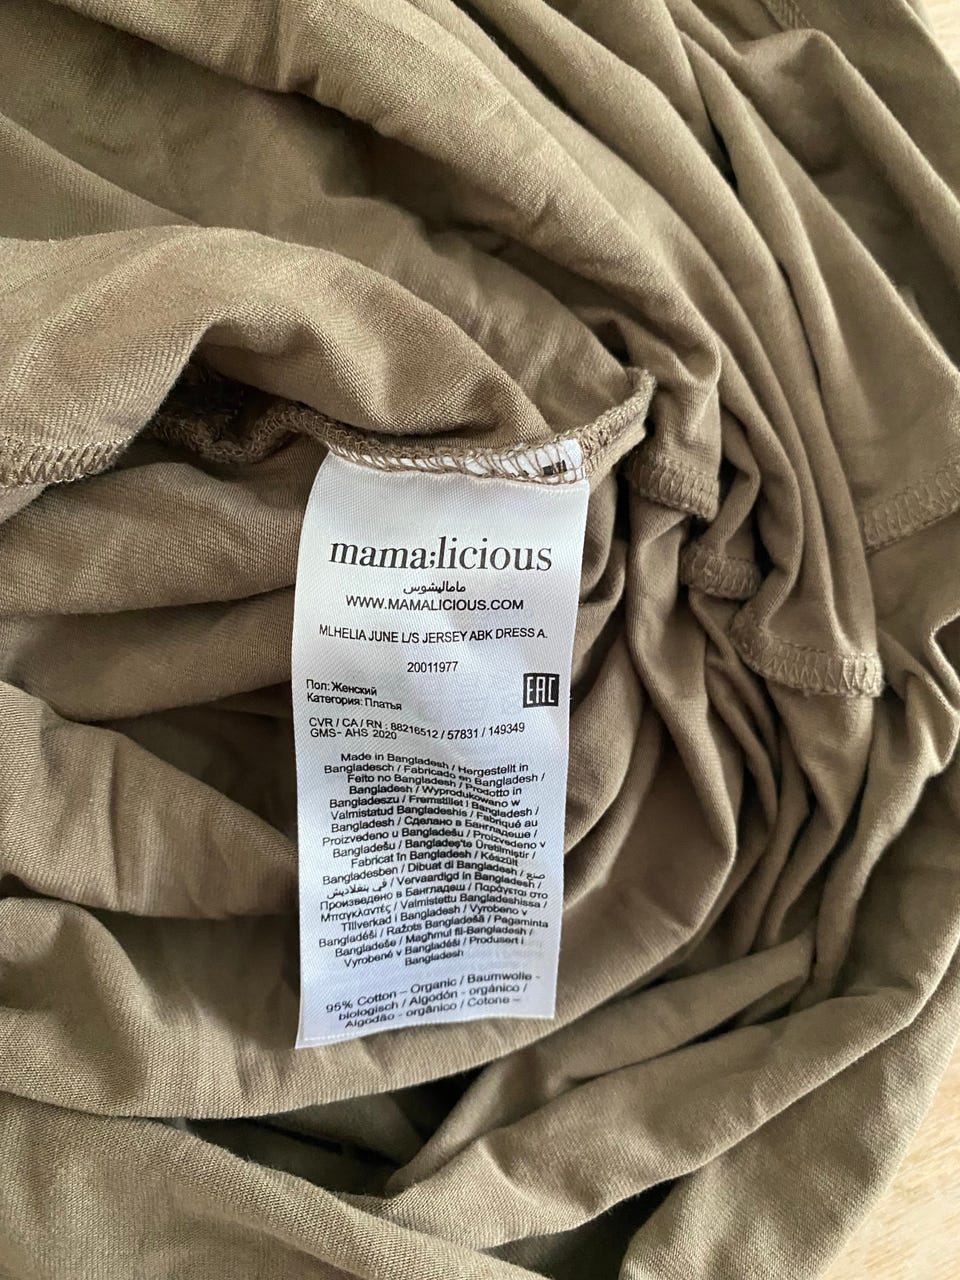 mama;licious
ماماليشوس
WWW.MAMALICIOUS.COM
MLHELIA JUNE L/S JERSEY ABK DRESS A.
20011977
EAC
Пол: Женский
Категория: Платья
CVR / CA / RN : 88216512 / 57831 / 149349
GMS- AHS 2020
Made in Bangladesh / Hergestellt in
Bangladesch / Fabricado en Bangladesh /
Feito no Bangladesh / Prodotto in
Bangladesh / Wyprodukowano w
Bangladeszu / Fremstillet i Bangladesh /
Valmistatud Bangladeshis / Fabriqué au
Bangladesh / Сделано в Бангладеше /
Proizvedeno u Bangladešu / Proizvedeno v
Bangladešu / Bangladeş'te Üretilmiştir /
Fabricat în Bangladesh / Készült
Bangladesben / Dibuat di Bangladesh / صنع
في بنغلاديش / Vervaardigd in Bangladesh /
Произведено в Бангладеш / Παράγεται στο
Μπαγκλαντές / Valmistettu Bangladeshissa /
Tillverkad i Bangladesh / Vyrobeno v
Bangladéši / Ražots Bangladešā / Pagaminta
Bangladeše / Magħmul fil-Bangladesh /
Vyrobené v Bangladéši / Produsert i
Bangladesh
95% Cotton – Organic / Baumwolle -
biologisch / Algodón - orgánico /
Algodão - orgânico / Cotone –